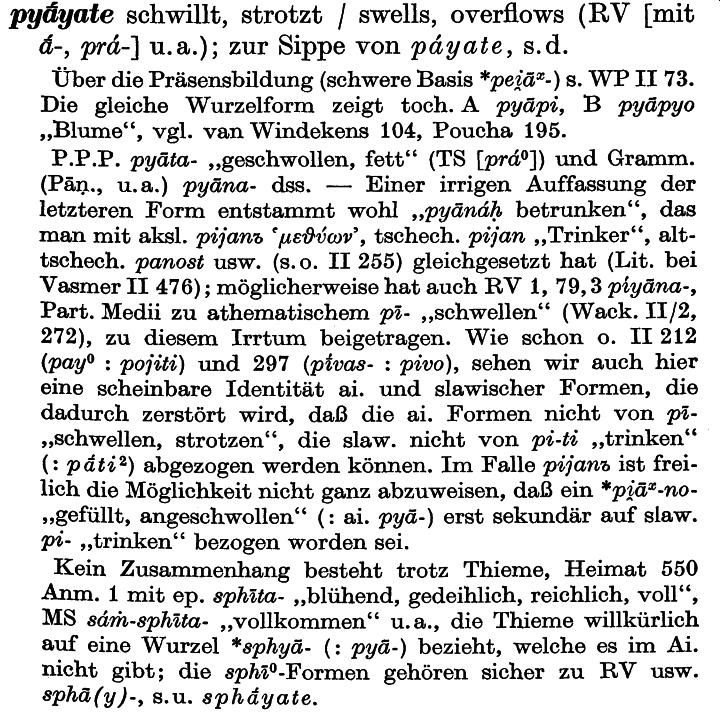 pyā́yate schwillt, strotzt / swells, overflows (RV [mit
ā́-, prá-] u. a.); zur Sippe von páyate, s.d.
Über die Präsensbildung (schwere Basis *pei̯āˣ-) s. WP II 73.
Die gleiche Wurzelform zeigt toch. A pyāpi, B pyāpyo
„Blume“, vgl. van Windekens 104, Poucha 195.
P.P.P. pyāta- „geschwollen, fett“ (TS [prá⁰]) und Gramm.
(Pāṇ., u.a.) pyāna- dss. — Einer irrigen Auffassung der
letzteren Form entstammt wohl „pyānáḥ betrunken“, das
man mit aksl. pijanъ ‘μεθύων’, tschech. pijan „Trinker“, alt-
tschech. panost usw. (s.o. II 255) gleichgesetzt hat (Lit. bei
Vasmer II 476); möglicherweise hat auch RV 1, 79,3 píyāna-,
Part. Medii zu athematischem pī- „schwellen“ (Wack. II/2,
272), zu diesem Irrtum beigetragen. Wie schon o. II 212
(pay⁰ : pojiti) und 297 (pī́vas- : pivo), sehen wir auch hier
eine scheinbare Identität ai. und slawischer Formen, die
dadurch zerstört wird, daß die ai. Formen nicht von pī-
„schwellen, strotzen“, die slaw. nicht von pi-ti „trinken“
(: pā́ti²) abgezogen werden können. Im Falle pijanъ ist frei-
lich die Möglichkeit nicht ganz abzuweisen, daß ein *pi̯āˣ-no-
„gefüllt, angeschwollen“ (: ai. pyā-) erst sekundär auf slaw.
pi- „trinken“ bezogen worden sei.
Kein Zusammenhang besteht trotz Thieme, Heimat 550
Anm. 1 mit ep. sphīta- „blühend, gedeihlich, reichlich, voll“,
MS sáṁ-sphīta- „vollkommen“ u.a., die Thieme willkürlich
auf eine Wurzel *sphyā- (: pyā-) bezieht, welche es im Ai.
nicht gibt; die sphī⁰-Formen gehören sicher zu RV usw.
sphā(y)-, s.u. sphā́yate.